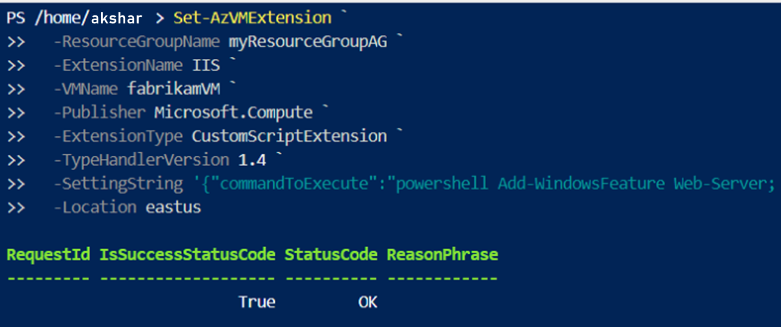 PS /home/akshar > Set-AzVMExtension `
>> -ResourceGroupName myResourceGroupAG `
>> -ExtensionName IIS `
>> -VMName fabrikamVM `
>> -Publisher Microsoft.Compute `
>> -ExtensionType CustomScriptExtension `
>> -TypeHandlerVersion 1.4 `
>> -SettingString '{"commandToExecute":"powershell Add-WindowsFeature Web-Server;
>> -Location eastus
RequestId IsSuccessStatusCode StatusCode ReasonPhrase
--------- ------------------- ---------- ------------
True OK